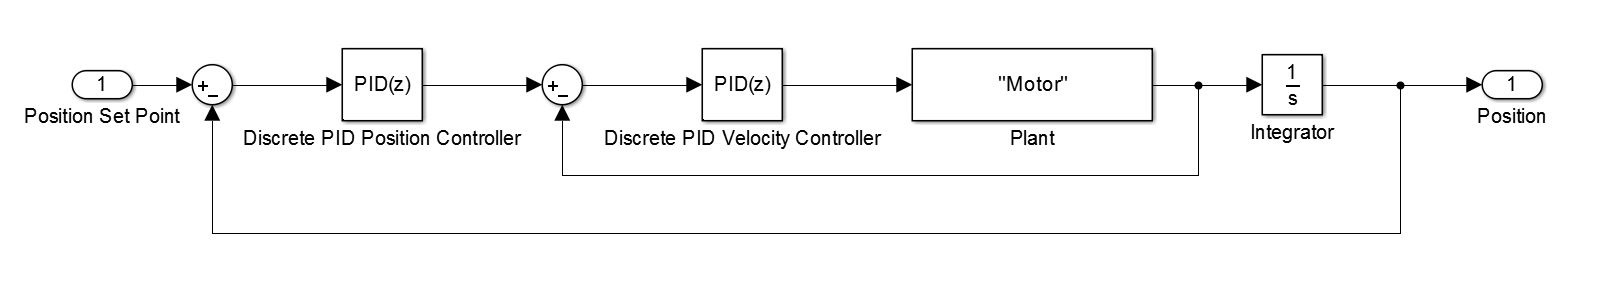 1
Position Set Point
+
−
PID(z)
Discrete PID Position Controller
+
−
PID(z)
Discrete PID Velocity Controller
"Motor"
Plant
1
s
Integrator
1
Position